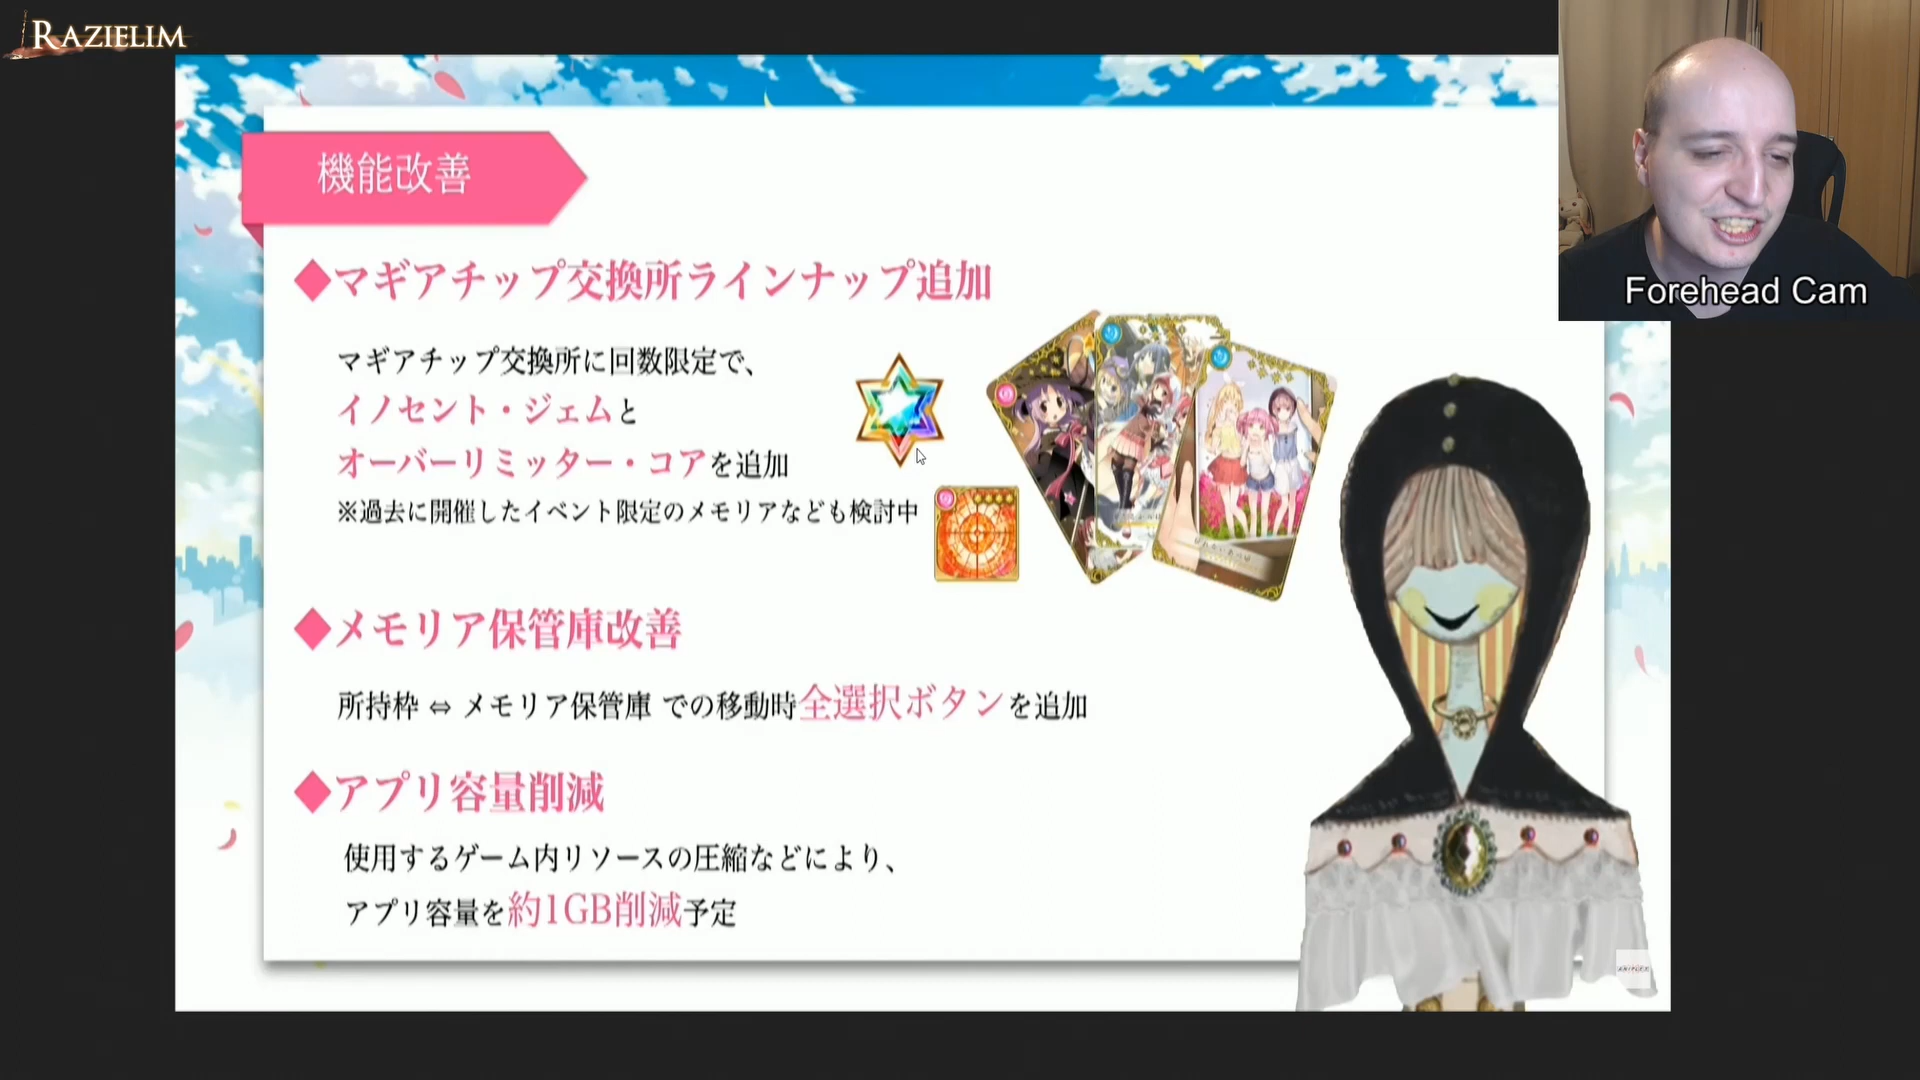 RAZIELIM
Forehead Cam
機能改善
◆マギアチップ交換所ラインナップ追加
マギアチップ交換所に回数限定で、
イノセント・ジェムと
オーバーリミッター・コアを追加
※過去に開催したイベント限定のメモリアなども検討中
◆メモリア保管庫改善
所持枠 ⇔ メモリア保管庫 での移動時全選択ボタンを追加
◆アプリ容量削減
使用するゲーム内リソースの圧縮などにより、
アプリ容量を約1GB削減予定
ANIPLEX